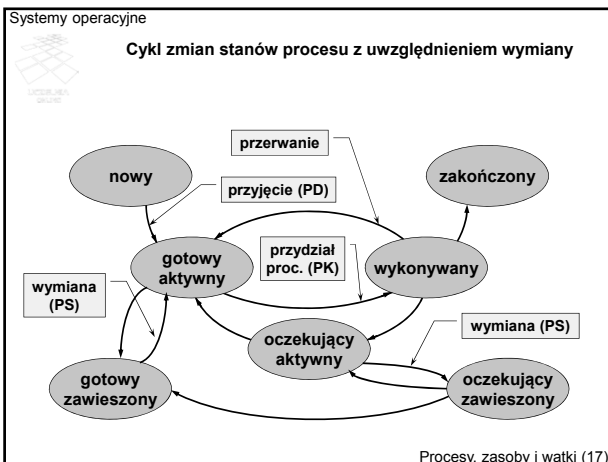 Systemy operacyjne
Cykl zmian stanów procesu z uwzględnieniem wymiany
przerwanie
nowy
zakończony
przyjęcie (PD)
gotowy
aktywny
przydział
proc. (PK)
wykonywany
wymiana
(PS)
oczekujący
aktywny
wymiana (PS)
gotowy
zawieszony
oczekujący
zawieszony
Procesy, zasoby i watki (17)